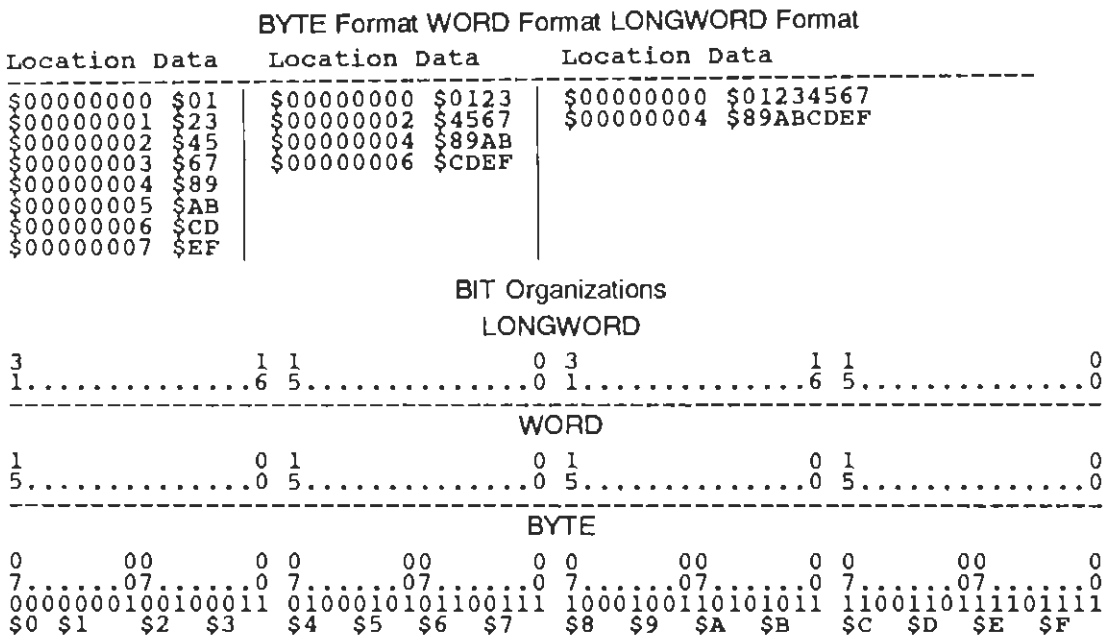 BYTE Format WORD Format LONGWORD Format
Location Data Location Data Location Data
$00000000 $01 $00000000 $0123 $00000000 $01234567
$00000001 $23 $00000002 $4567 $00000004 $89ABCDEF
$00000002 $45 $00000004 $89AB
$00000003 $67 $00000006 $CDEF
$00000004 $89
$00000005 $AB
$00000006 $CD
$00000007 $EF
BIT Organizations
LONGWORD
3 1 1 0 3 1 1 0
1..............6 5..............0 1..............6 5..............0
WORD
1 0 1 0 1 0 1 0
5..............0 5..............0 5..............0 5..............0
BYTE
0 00 0 0 00 0 0 00 0 0 00 0
7......07......0 7......07......0 7......07......0 7......07......0
0000000100100011 0100010101100111 1000100110101011 1100110111101111
$0 $1 $2 $3 $4 $5 $6 $7 $8 $9 $A $B $C $D $E $F